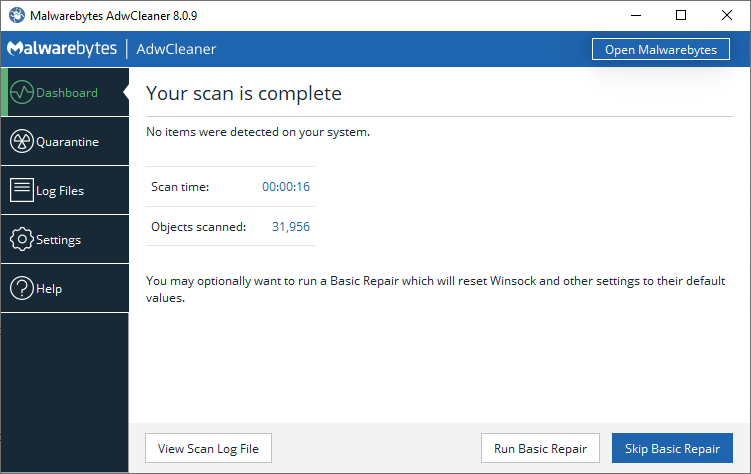 Malwarebytes AdwCleaner 8.0.9
Malwarebytes | AdwCleaner
Open Malwarebytes
Dashboard
Quarantine
Log Files
Settings
Help
Your scan is complete
No items were detected on your system.
Scan time: 00:00:16
Objects scanned: 31,956
You may optionally want to run a Basic Repair which will reset Winsock and other settings to their default
values.
View Scan Log File
Run Basic Repair
Skip Basic Repair